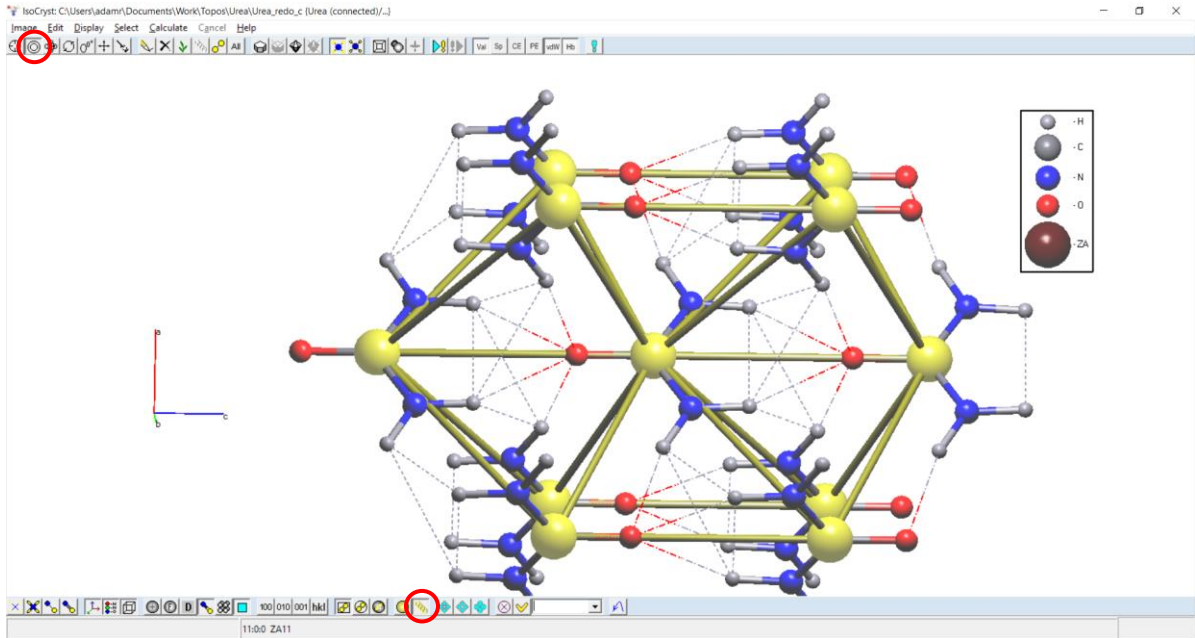 IsoCryst: C:\Users\adamr\Documents\Work\Topos\Urea\Urea_redo_c {Urea (connected)/...}
Image Edit Display Select Calculate Cancel Help
All Val Sp CE PE vdW Hb
- H
- C
- N
- O
- ZA
a
c
b
D 100 010 001 hkl
11:0:0 ZA11